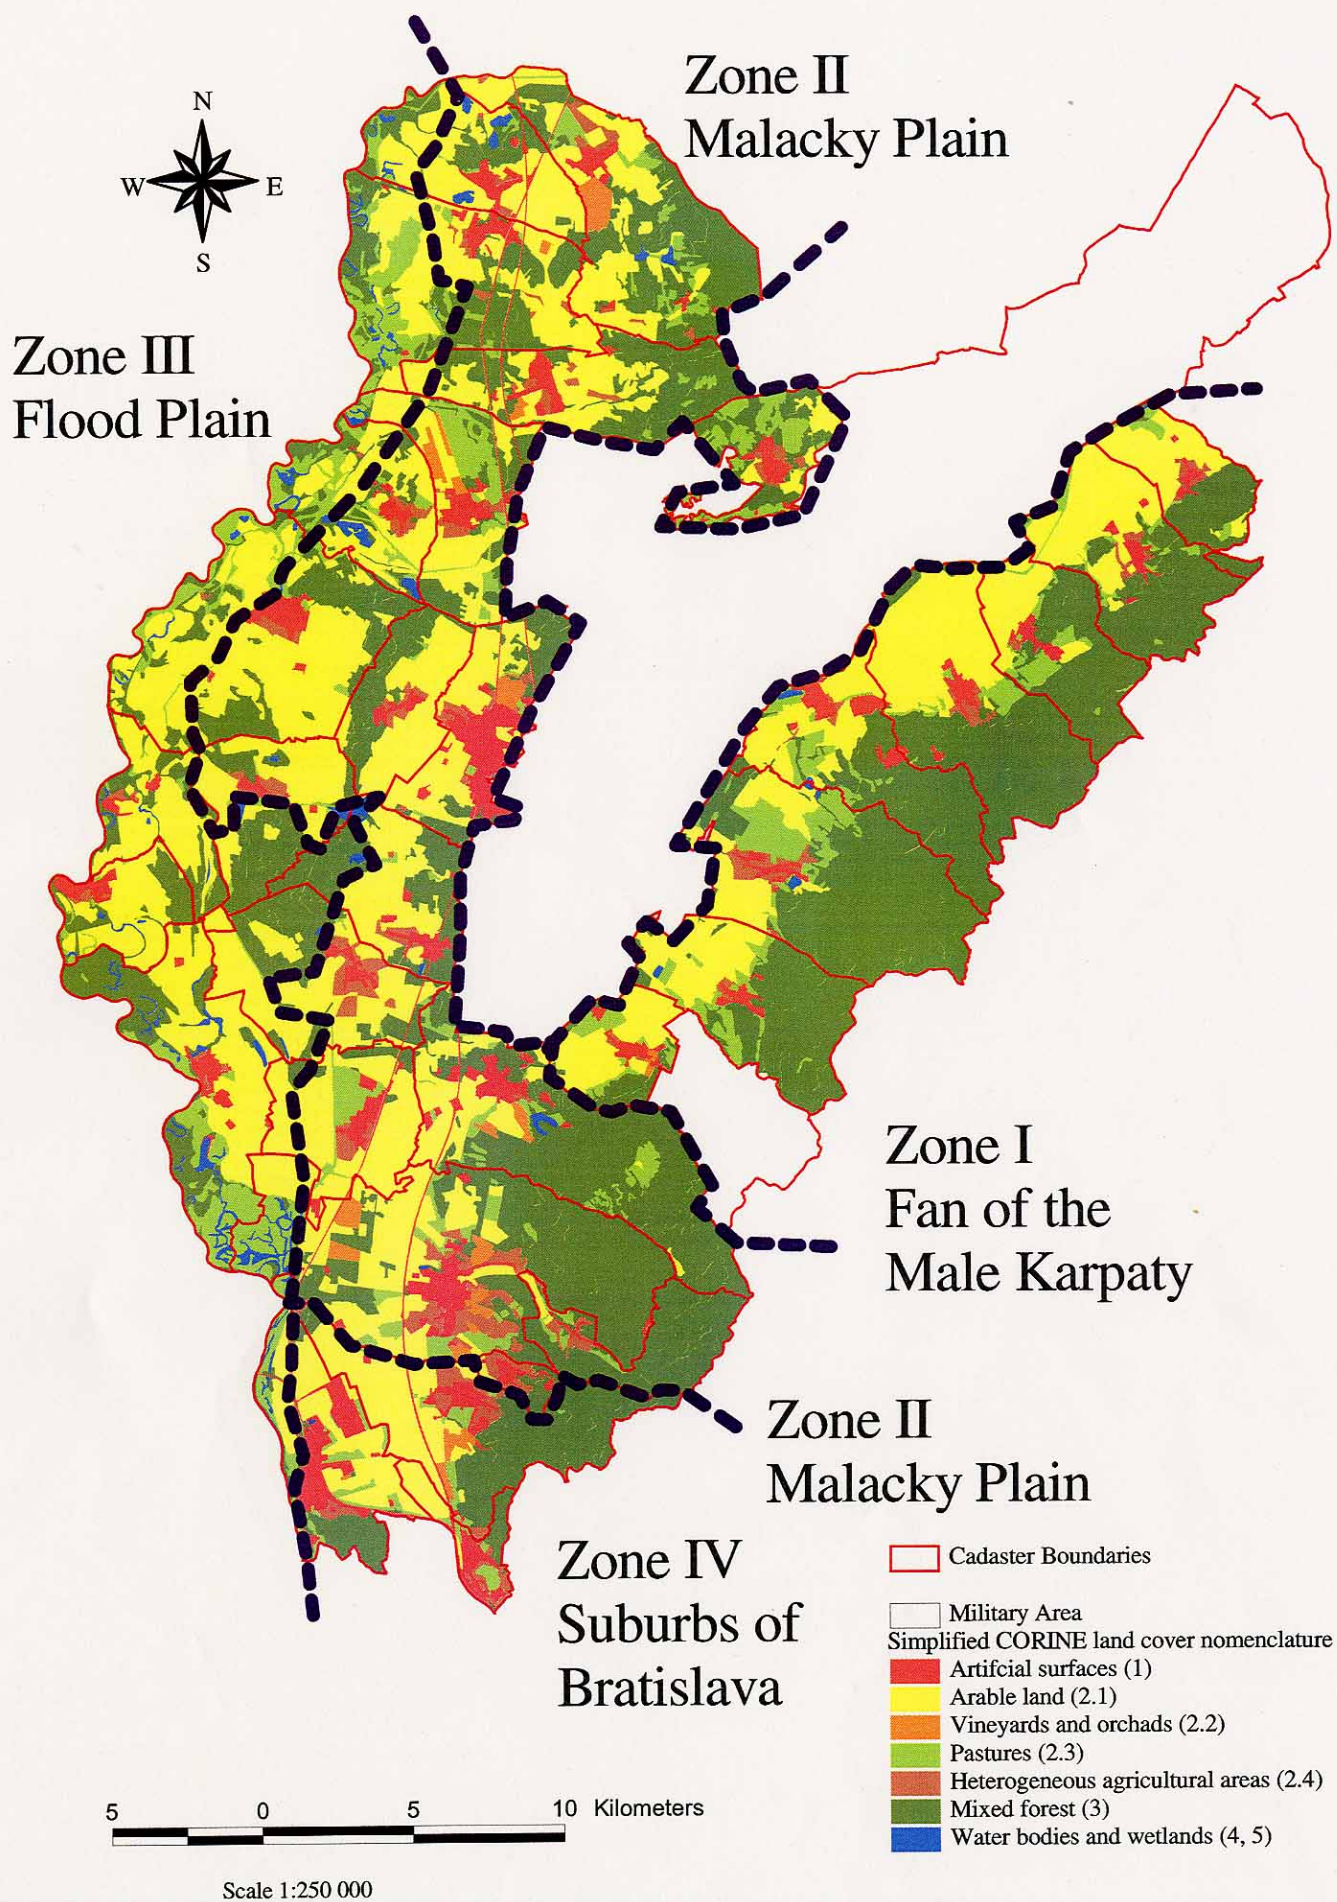 Zone II
Malacky Plain
N
W
E
S
Zone III
Flood Plain
Zone I
Fan of the
Male Karpaty
Zone II
Malacky Plain
Zone IV
Suburbs of
Bratislava
Cadaster Boundaries
Military Area
Simplified CORINE land cover nomenclature
Artifcial surfaces (1)
Arable land (2.1)
Vineyards and orchads (2.2)
Pastures (2.3)
Heterogeneous agricultural areas (2.4)
Mixed forest (3)
Water bodies and wetlands (4, 5)
5 0 5 10 Kilometers
Scale 1:250 000